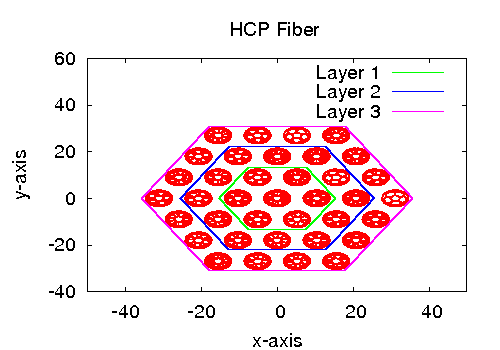 HCP Fiber
60
40
20
0
-20
-40
y-axis
Layer 1
Layer 2
Layer 3
-40 -20 0 20 40
x-axis